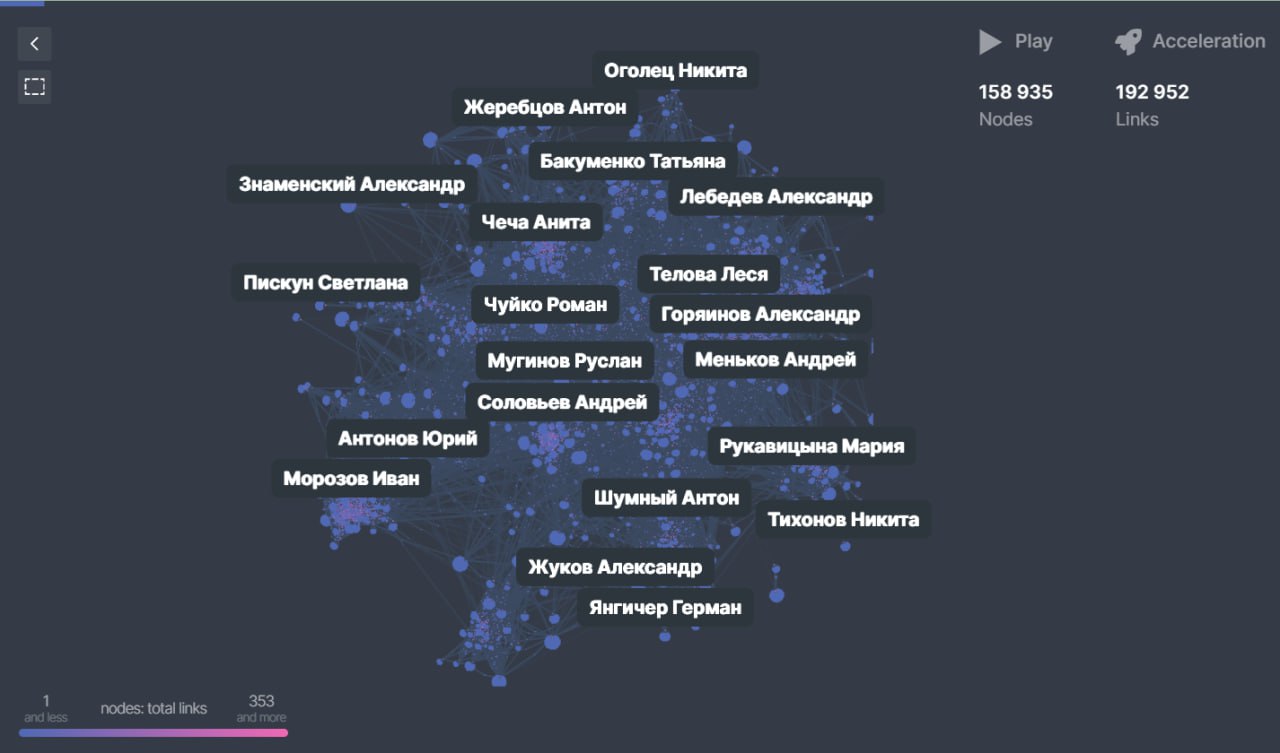 Play
Acceleration
158 935
192 952
Nodes
Links
Оголец Никита
Жеребцов Антон
Бакуменко Татьяна
Знаменский Александр
Лебедев Александр
Чеча Анита
Телова Леся
Пискун Светлана
Чуйко Роман
Горяинов Александр
Мугинов Руслан
Меньков Андрей
Соловьев Андрей
Антонов Юрий
Рукавицына Мария
Морозов Иван
Шумный Антон
Тихонов Никита
Жуков Александр
Янгичер Герман
1
and less
nodes: total links
353
and more